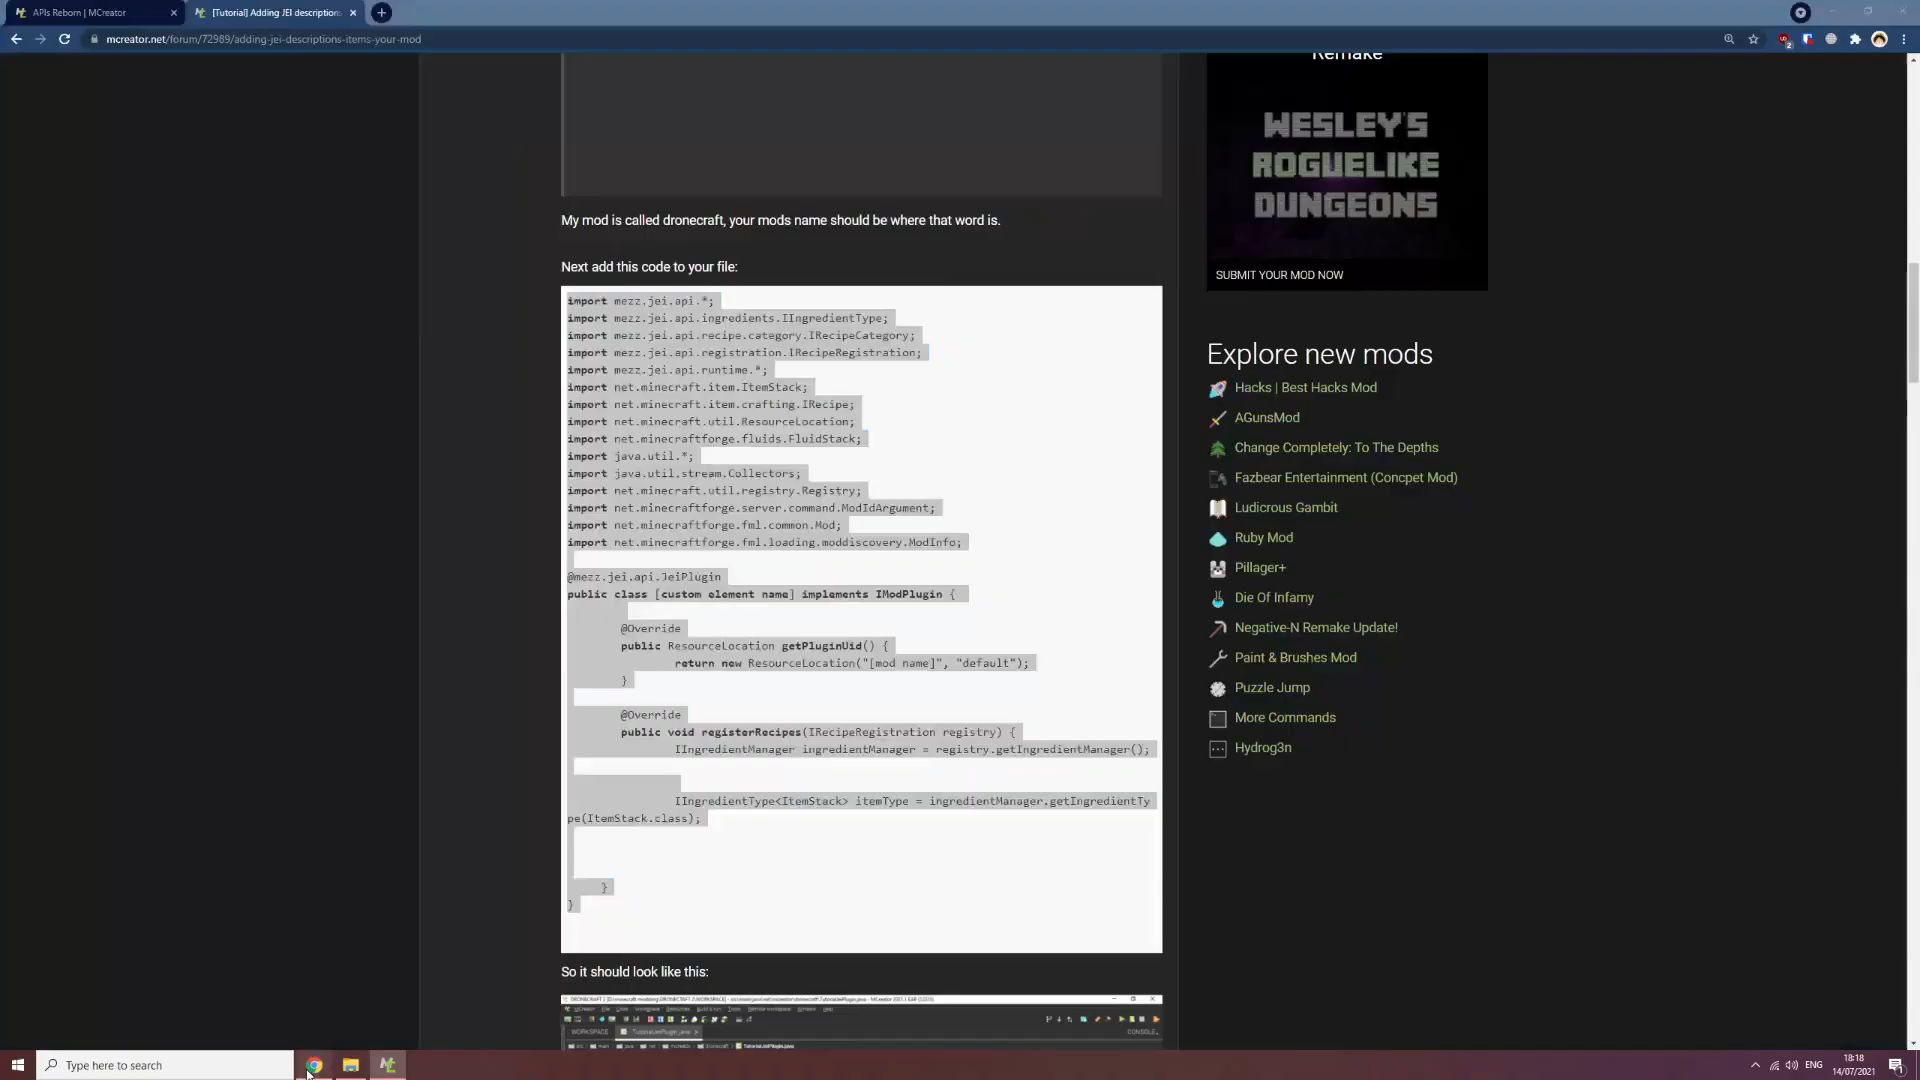 APIs Reborn | MCreator
[Tutorial] Adding JEI descriptions
mcreator.net/forum/72989/adding-jei-descriptions-items-your-mod
Remake
WESLEY'S
ROGUELIKE
DUNGEONS
SUBMIT YOUR MOD NOW
My mod is called dronecraft, your mods name should be where that word is.
Next add this code to your file:
import mezz.jei.api.*;
import mezz.jei.api.ingredients.IIngredientType;
import mezz.jei.api.recipe.category.IRecipeCategory;
import mezz.jei.api.registration.IRecipeRegistration;
import mezz.jei.api.runtime.*;
import net.minecraft.item.ItemStack;
import net.minecraft.item.crafting.IRecipe;
import net.minecraft.util.ResourceLocation;
import net.minecraftforge.fluids.FluidStack;
import java.util.*;
import java.util.stream.Collectors;
import net.minecraft.util.registry.Registry;
import net.minecraftforge.server.command.ModIdArgument;
import net.minecraftforge.fml.common.Mod;
import net.minecraftforge.fml.loading.moddiscovery.ModInfo;
@mezz.jei.api.JeiPlugin
public class [custom element name] implements IModPlugin {
@Override
public ResourceLocation getPluginUid() {
return new ResourceLocation("[mod name]", "default");
}
@Override
public void registerRecipes(IRecipeRegistration registry) {
IIngredientManager ingredientManager = registry.getIngredientManager();
IIngredientType<ItemStack> itemType = ingredientManager.getIngredientTy
pe(ItemStack.class);
}
}
So it should look like this:
WORKSPACE
TutorialJeiPlugin.java
CONSOLE
Explore new mods
Hacks | Best Hacks Mod
AGunsMod
Change Completely: To The Depths
Fazbear Entertainment (Concpet Mod)
Ludicrous Gambit
Ruby Mod
Pillager+
Die Of Infamy
Negative-N Remake Update!
Paint & Brushes Mod
Puzzle Jump
More Commands
Hydrog3n
Type here to search
ENG
18:18
14/07/2021